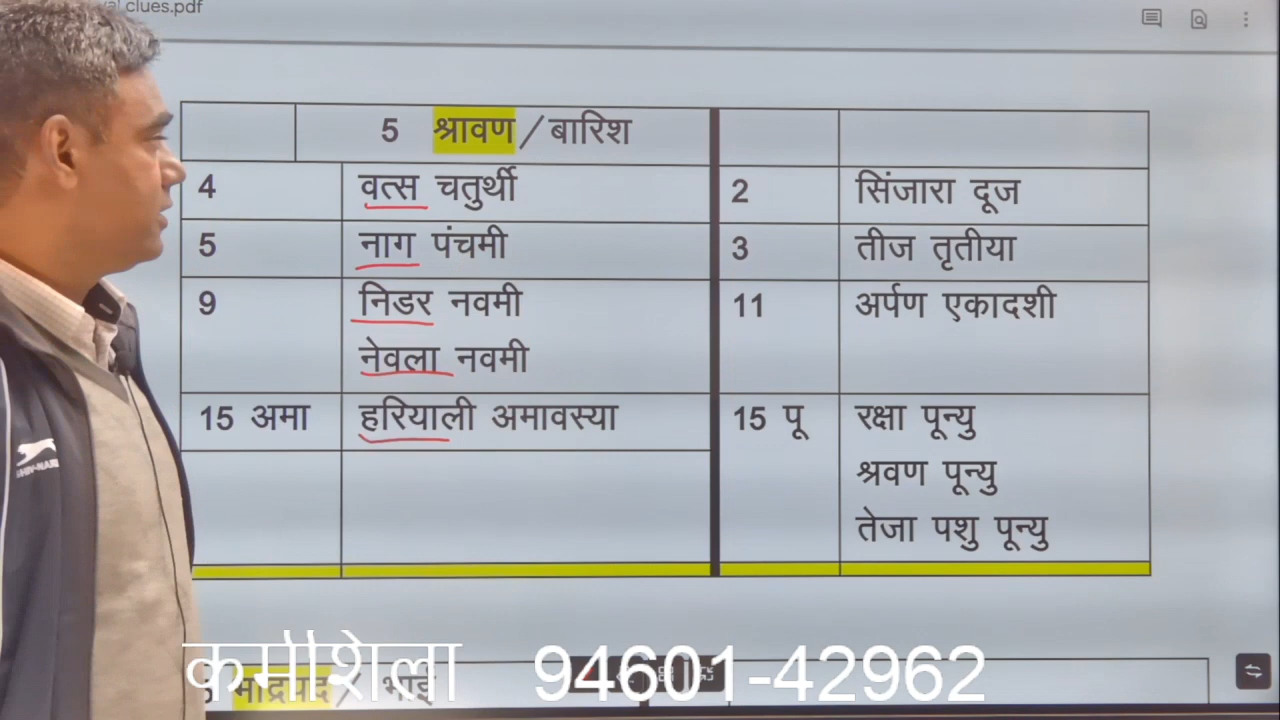 clues.pdf
5 श्रावण / बारिश
4 वत्स चतुर्थी 2 सिंजारा दूज
5 नाग पंचमी 3 तीज तृतीया
9 निडर नवमी 11 अर्पण एकादशी
नेवला नवमी
15 अमा हरियाली अमावस्या 15 पू रक्षा पून्यु
श्रवण पून्यु
तेजा पशु पून्यु
कर्मशिला 94601-42962
भाद्रपद /